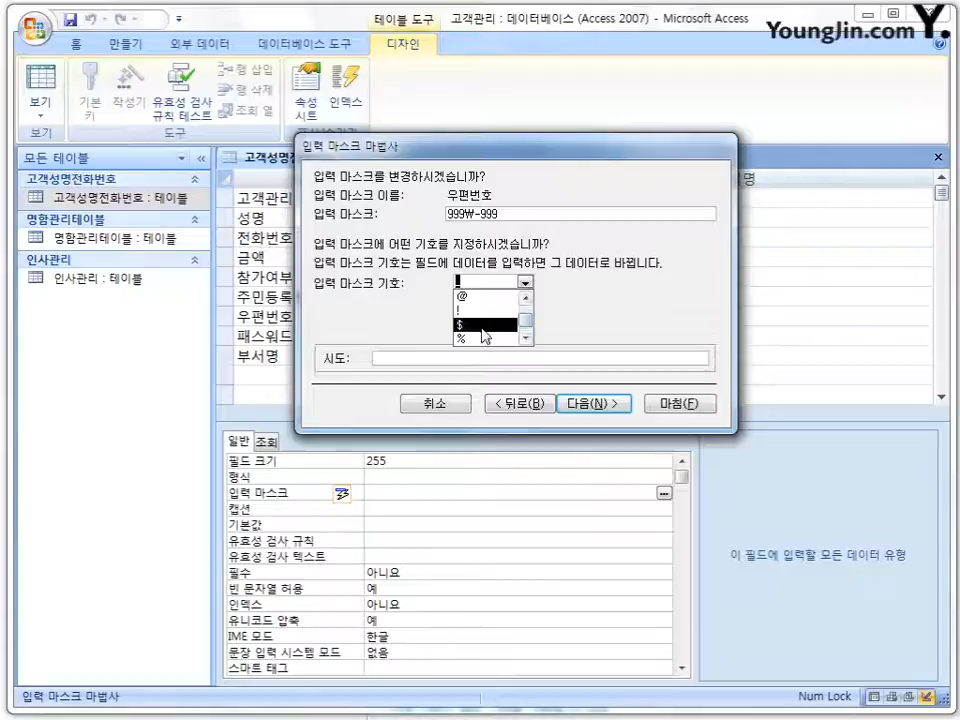 테이블 도구
고객관리 : 데이터베이스 (Access 2007) - Microsoft Access
YoungJin.com Y.
홈 만들기 외부 데이터 데이터베이스 도구 디자인
보기
기본 키
작성기
유효성 검사 규칙 테스트
행 삽입
행 삭제
조회 열
속성 시트
인덱스
보기
도구
모든 테이블
고객성명전화번호
고객성명전화번호 : 테이블
명함관리테이블
명함관리테이블 : 테이블
인사관리
인사관리 : 테이블
고객성명
고객관리
성명
전화번호
금액
참가여부
주민등록
우편번호
패스워드
부서명
입력 마스크 마법사
입력 마스크를 변경하시겠습니까?
입력 마스크 이름: 우편번호
입력 마스크: 999₩-999
입력 마스크에 어떤 기호를 지정하시겠습니까?
입력 마스크 기호는 필드에 데이터를 입력하면 그 데이터로 바뀝니다.
입력 마스크 기호:
@
!
$
%
시도:
취소 < 뒤로(B) 다음(N) > 마침(F)
일반 조회
필드 크기 255
형식
입력 마스크
캡션
기본값
유효성 검사 규칙
유효성 검사 텍스트
필수 아니요
빈 문자열 허용 예
인덱스 아니요
유니코드 압축 예
IME 모드 한글
문장 입력 시스템 모드 없음
스마트 태그
이 필드에 입력할 모든 데이터 유형
입력 마스크 마법사
Num Lock